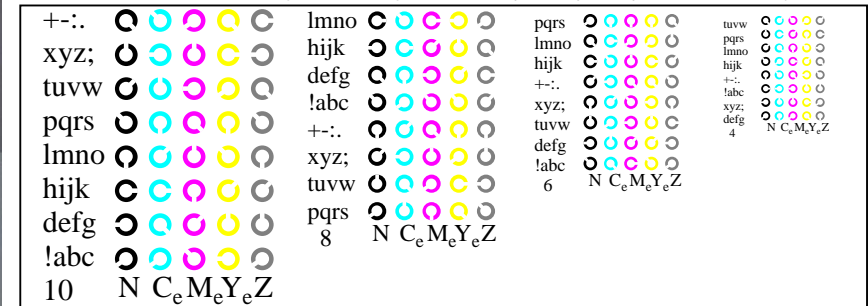 +-:.
xyz;
tuvw
pqrs
lmno
hijk
defg
!abc
10 N CeMeYeZ
lmno
hijk
defg
!abc
+-:.
xyz;
tuvw
pqrs
8 N CeMeYeZ
pqrs
lmno
hijk
+-:.
xyz;
tuvw
defg
!abc
6 N CeMeYeZ
tuvw
pqrs
lmno
hijk
+-:.
!abc
xyz;
defg
4 N CeMeYeZ